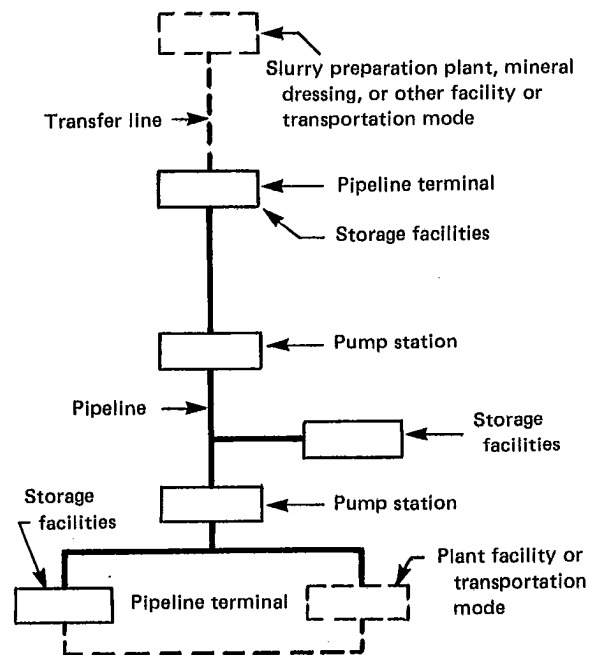 Slurry preparation plant, mineral
dressing, or other facility or
transportation mode
Transfer line
Pipeline terminal
Storage facilities
Pump station
Pipeline
Storage
facilities
Pump station
Storage
facilities
Plant facility or
transportation
mode
Pipeline terminal